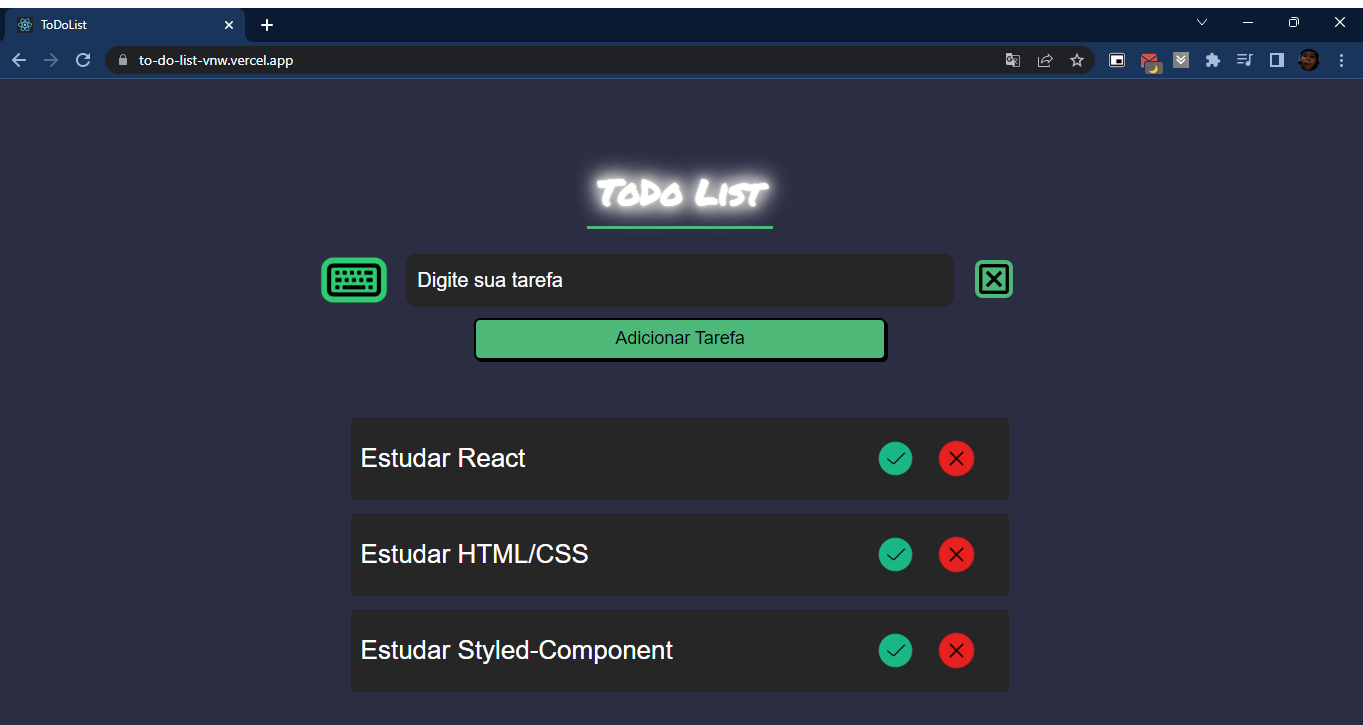 ToDoList
to-do-list-vnw.vercel.app
ToDo List
Digite sua tarefa
Adicionar Tarefa
Estudar React
Estudar HTML/CSS
Estudar Styled-Component